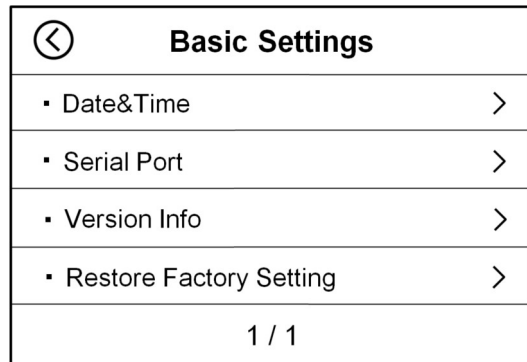 Basic Settings
▪ Date&Time
▪ Serial Port
▪ Version Info
▪ Restore Factory Setting
1 / 1